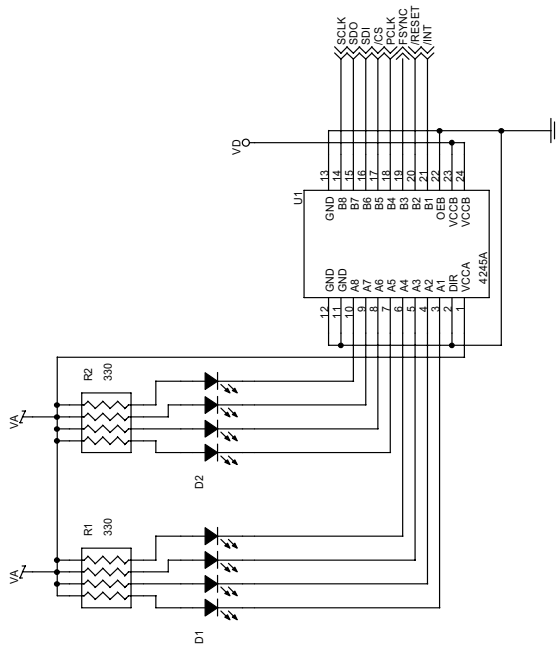 VA
R2
330
D2
VA
R1
330
D1
U1
4245A
12 GND
11 GND
10 A8
9 A7
8 A6
7 A5
6 A4
5 A3
4 A2
3 A1
2 DIR
1 VCCA
GND 13
B8 14
B7 15
B6 16
B5 17
B4 18
B3 19
B2 20
B1 21
OEB 22
VCCB 23
VCCB 24
VD
SCLK
SDO
SDI
/CS
PCLK
FSYNC
/RESET
/INT